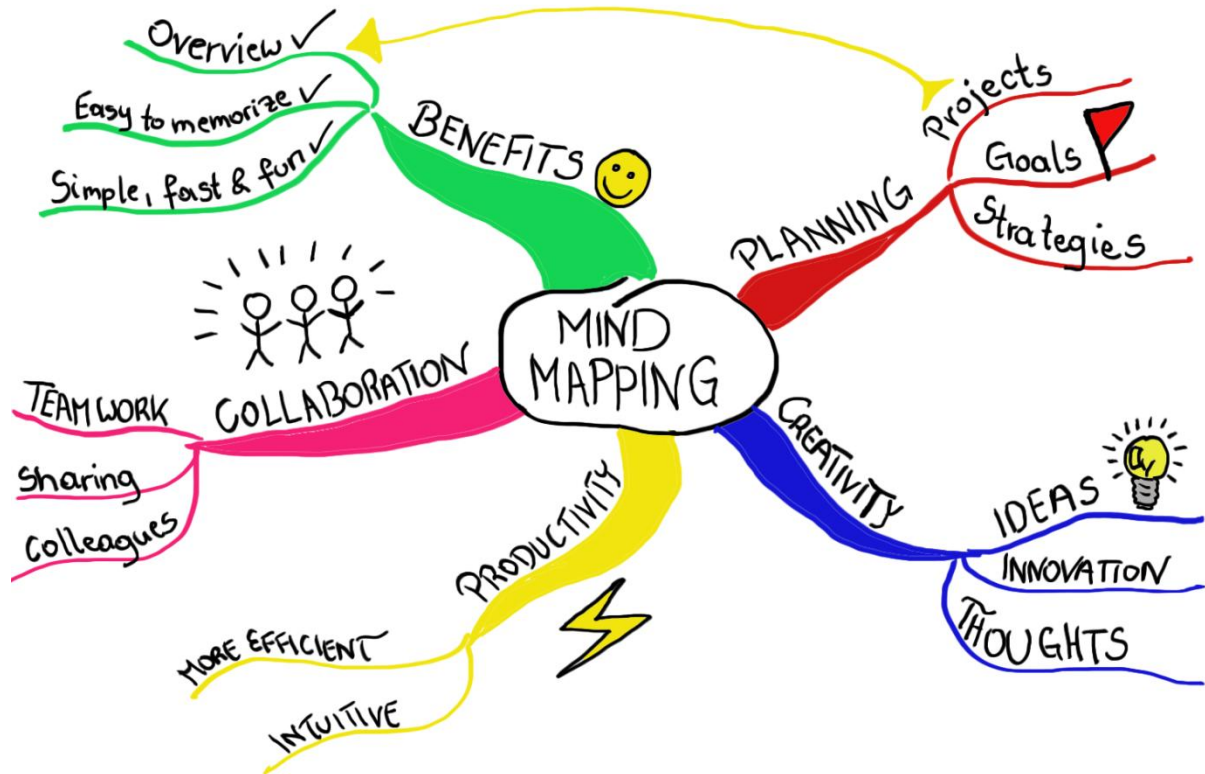 MIND
MAPPING
BENEFITS
Overview ✓
Easy to memorize ✓
Simple, fast & fun ✓
PLANNING
Projects
Goals
Strategies
CREATIVITY
IDEAS
INNOVATION
THOUGHTS
PRODUCTIVITY
MORE EFFICIENT
INTUITIVE
COLLABORATION
TEAMWORK
Sharing
Colleagues